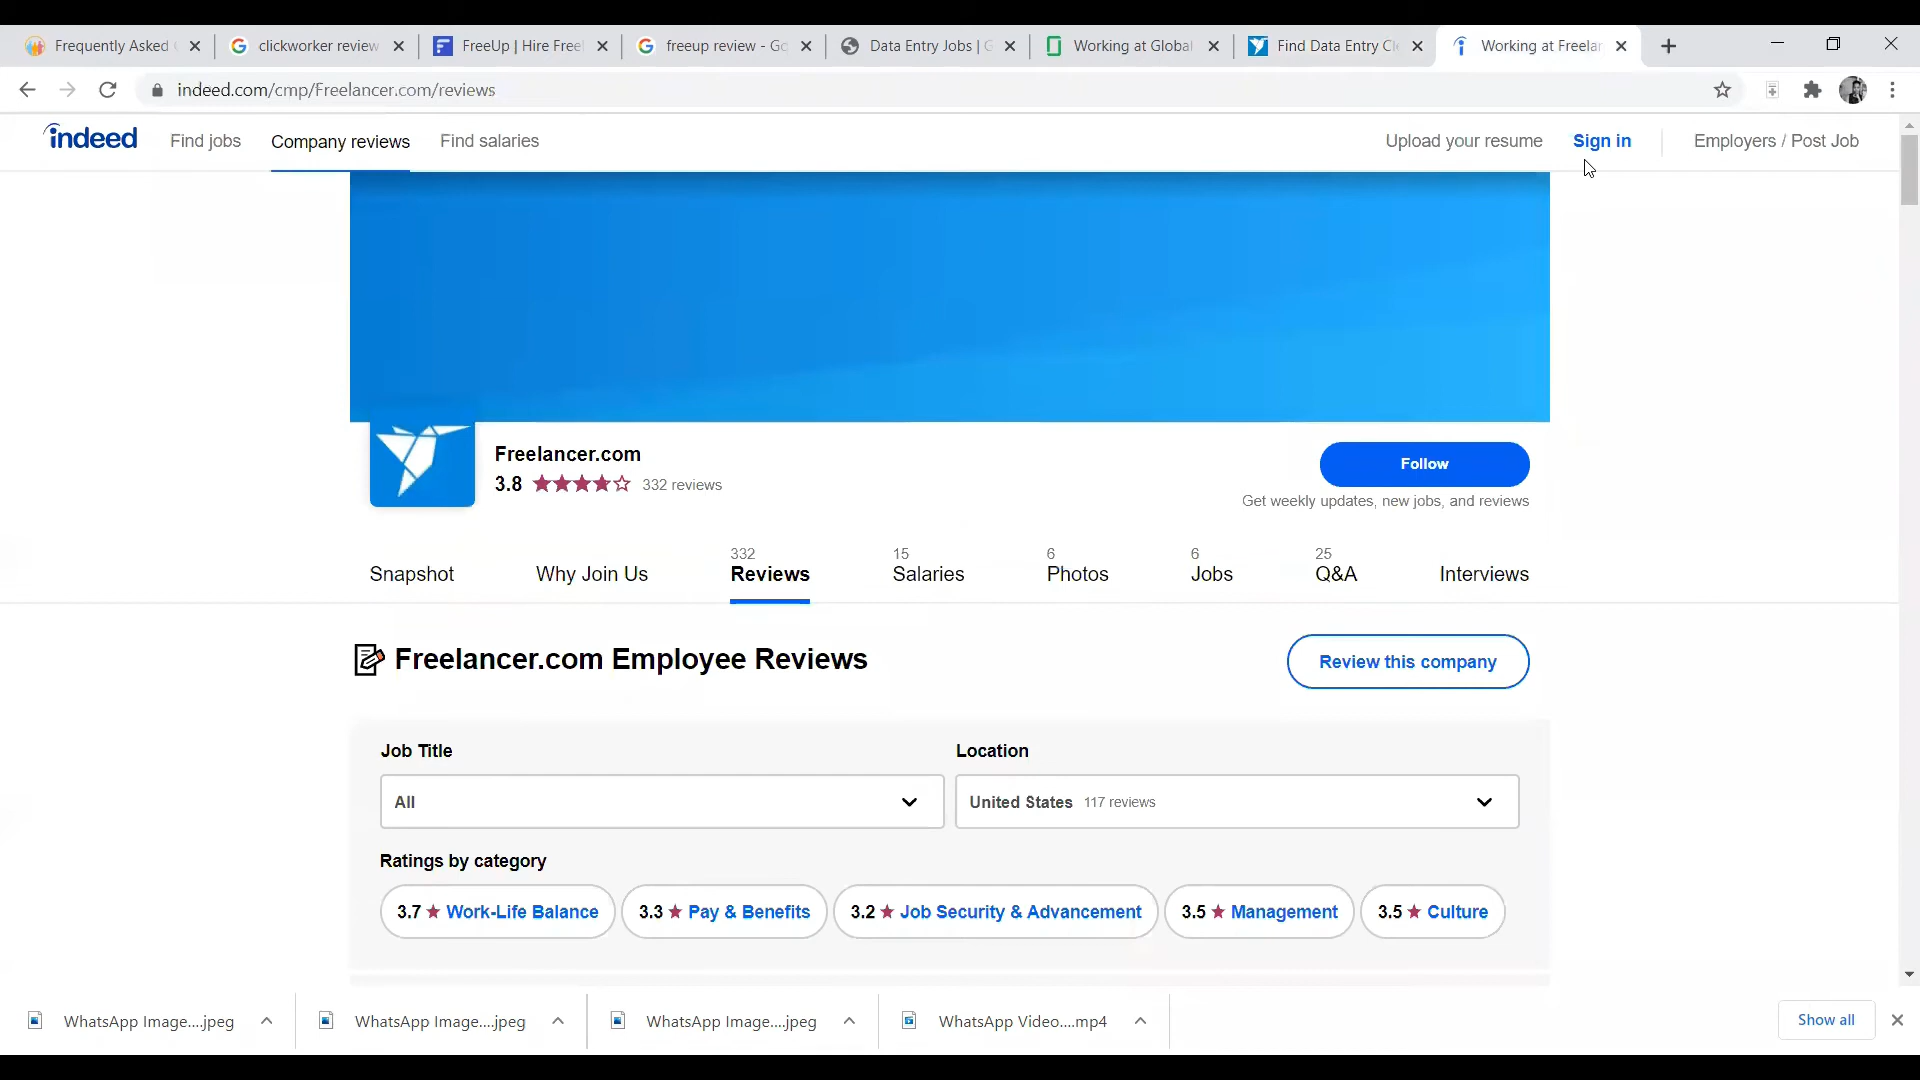 Frequently Asked
clickworker review
FreeUp | Hire Free
freeup review - Go
Data Entry Jobs | G
Working at Global
Find Data Entry Cl
Working at Freelan
indeed.com/cmp/Freelancer.com/reviews
indeed
Find jobs
Company reviews
Find salaries
Upload your resume
Sign in
Employers / Post Job
Freelancer.com
3.8 332 reviews
Follow
Get weekly updates, new jobs, and reviews
Snapshot
Why Join Us
332
Reviews
15
Salaries
6
Photos
6
Jobs
25
Q&A
Interviews
Freelancer.com Employee Reviews
Review this company
Job Title
All
Location
United States 117 reviews
Ratings by category
3.7 ★ Work-Life Balance
3.3 ★ Pay & Benefits
3.2 ★ Job Security & Advancement
3.5 ★ Management
3.5 ★ Culture
WhatsApp Image....jpeg
WhatsApp Image....jpeg
WhatsApp Image....jpeg
WhatsApp Video....mp4
Show all